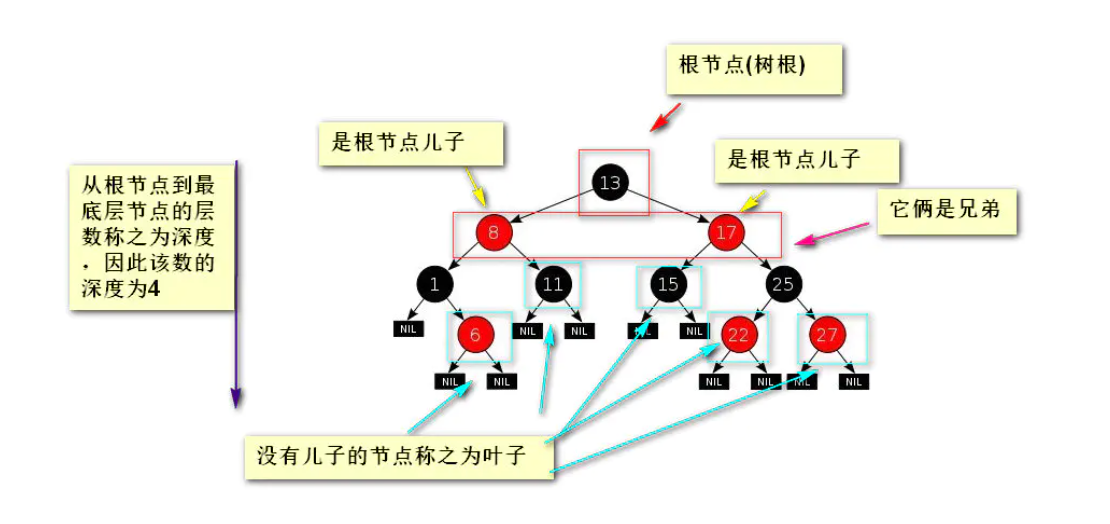 根节点(树根)
是根节点儿子
是根节点儿子
它俩是兄弟
从根节点到最
底层节点的层
数称之为深度
，因此该数的
深度为4
13
8
17
1
11
15
25
NIL
6
NIL
NIL
NIL
NIL
22
27
NIL
NIL
NIL
NIL
NIL
NIL
没有儿子的节点称之为叶子